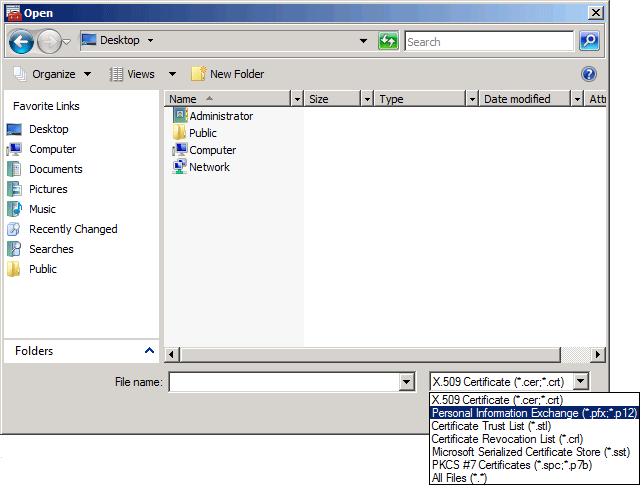 Open
Desktop
Search
Organize Views New Folder
Favorite Links
Desktop
Computer
Documents
Pictures
Music
Recently Changed
Searches
Public
Folders
Name Size Type Date modified Att
Administrator
Public
Computer
Network
File name:
X.509 Certificate (*.cer;*.crt)
X.509 Certificate (*.cer;*.crt)
Personal Information Exchange (*.pfx;*.p12)
Certificate Trust List (*.stl)
Certificate Revocation List (*.crl)
Microsoft Serialized Certificate Store (*.sst)
PKCS #7 Certificates (*.spc;*.p7b)
All Files (*.*)